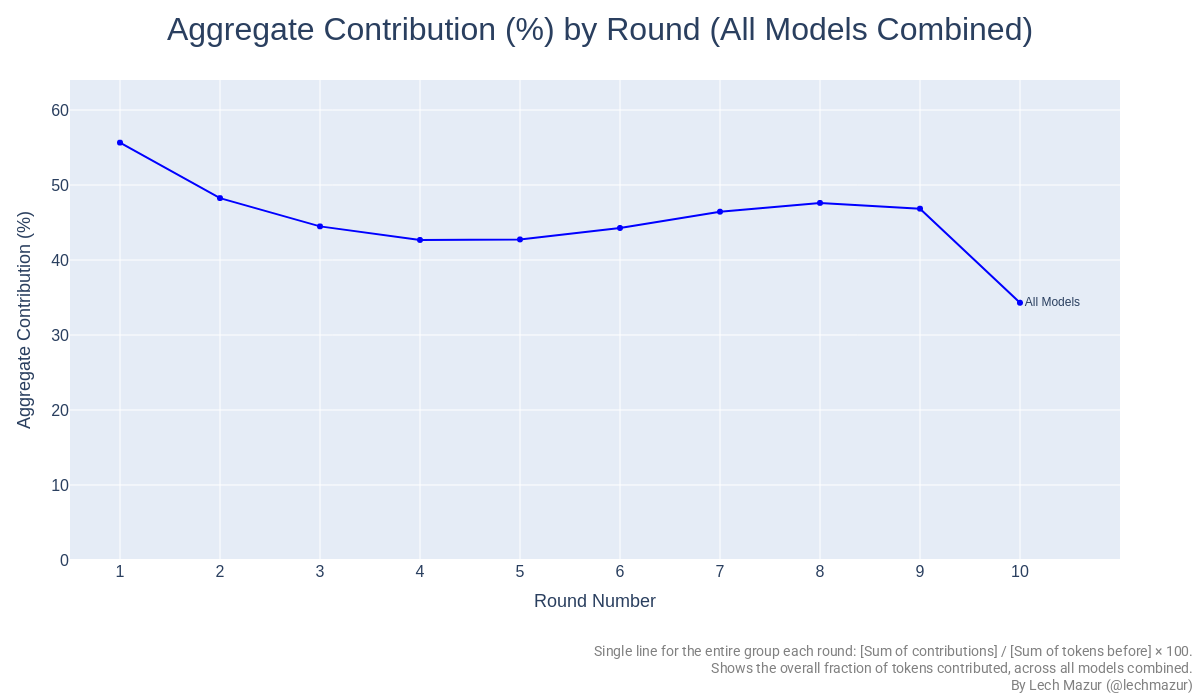 Aggregate Contribution (%) by Round (All Models Combined)
Aggregate Contribution (%)
60
50
40
30
20
10
0
All Models
1 2 3 4 5 6 7 8 9 10
Round Number
Single line for the entire group each round: [Sum of contributions] / [Sum of tokens before] × 100.
Shows the overall fraction of tokens contributed, across all models combined.
By Lech Mazur (@lechmazur)